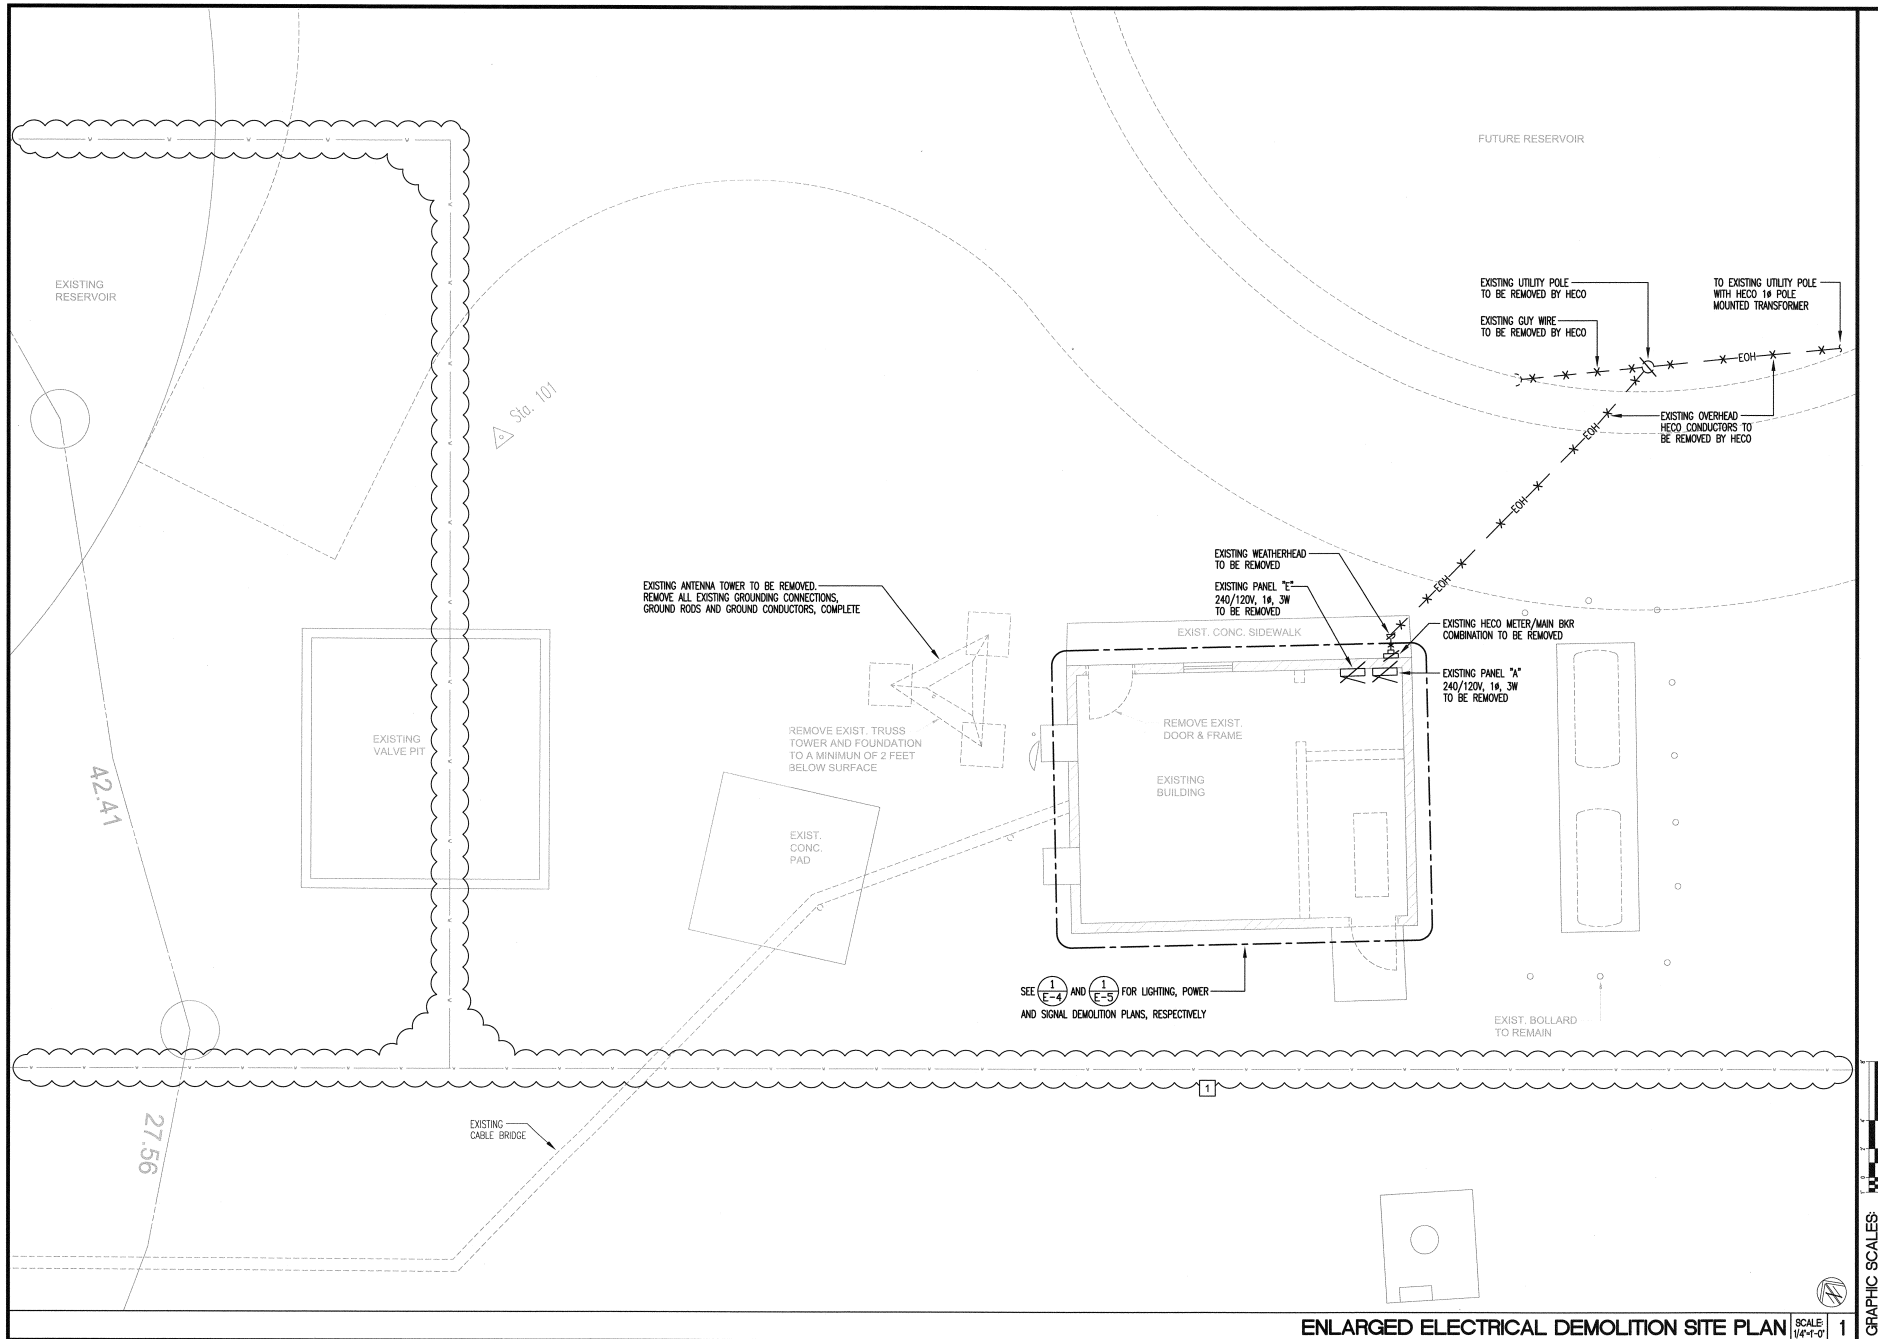 FUTURE RESERVOIR
EXISTING
RESERVOIR
EXISTING UTILITY POLE
TO BE REMOVED BY HECO
EXISTING GUY WIRE
TO BE REMOVED BY HECO
TO EXISTING UTILITY POLE
WITH HECO 1ø POLE
MOUNTED TRANSFORMER
EOH
EXISTING OVERHEAD
HECO CONDUCTORS TO
BE REMOVED BY HECO
EOH
EOH
EOH
Sta. 101
EXISTING ANTENNA TOWER TO BE REMOVED.
REMOVE ALL EXISTING GROUNDING CONNECTIONS,
GROUND RODS AND GROUND CONDUCTORS, COMPLETE
EXISTING WEATHERHEAD
TO BE REMOVED
EXISTING PANEL "E"
240/120V, 1ø, 3W
TO BE REMOVED
EXIST. CONC. SIDEWALK
EXISTING HECO METER/MAIN BKR
COMBINATION TO BE REMOVED
EXISTING PANEL "A"
240/120V, 1ø, 3W
TO BE REMOVED
REMOVE EXIST. TRUSS
TOWER AND FOUNDATION
TO A MINIMUN OF 2 FEET
BELOW SURFACE
REMOVE EXIST.
DOOR & FRAME
EXISTING
VALVE PIT
EXISTING
BUILDING
42.41
EXIST.
CONC.
PAD
SEE 1 E-4 AND 1 E-5 FOR LIGHTING, POWER
AND SIGNAL DEMOLITION PLANS, RESPECTIVELY
EXIST. BOLLARD
TO REMAIN
1
EXISTING
CABLE BRIDGE
27.56
ENLARGED ELECTRICAL DEMOLITION SITE PLAN
SCALE:
1/4"=1'-0"
1
GRAPHIC SCALES: